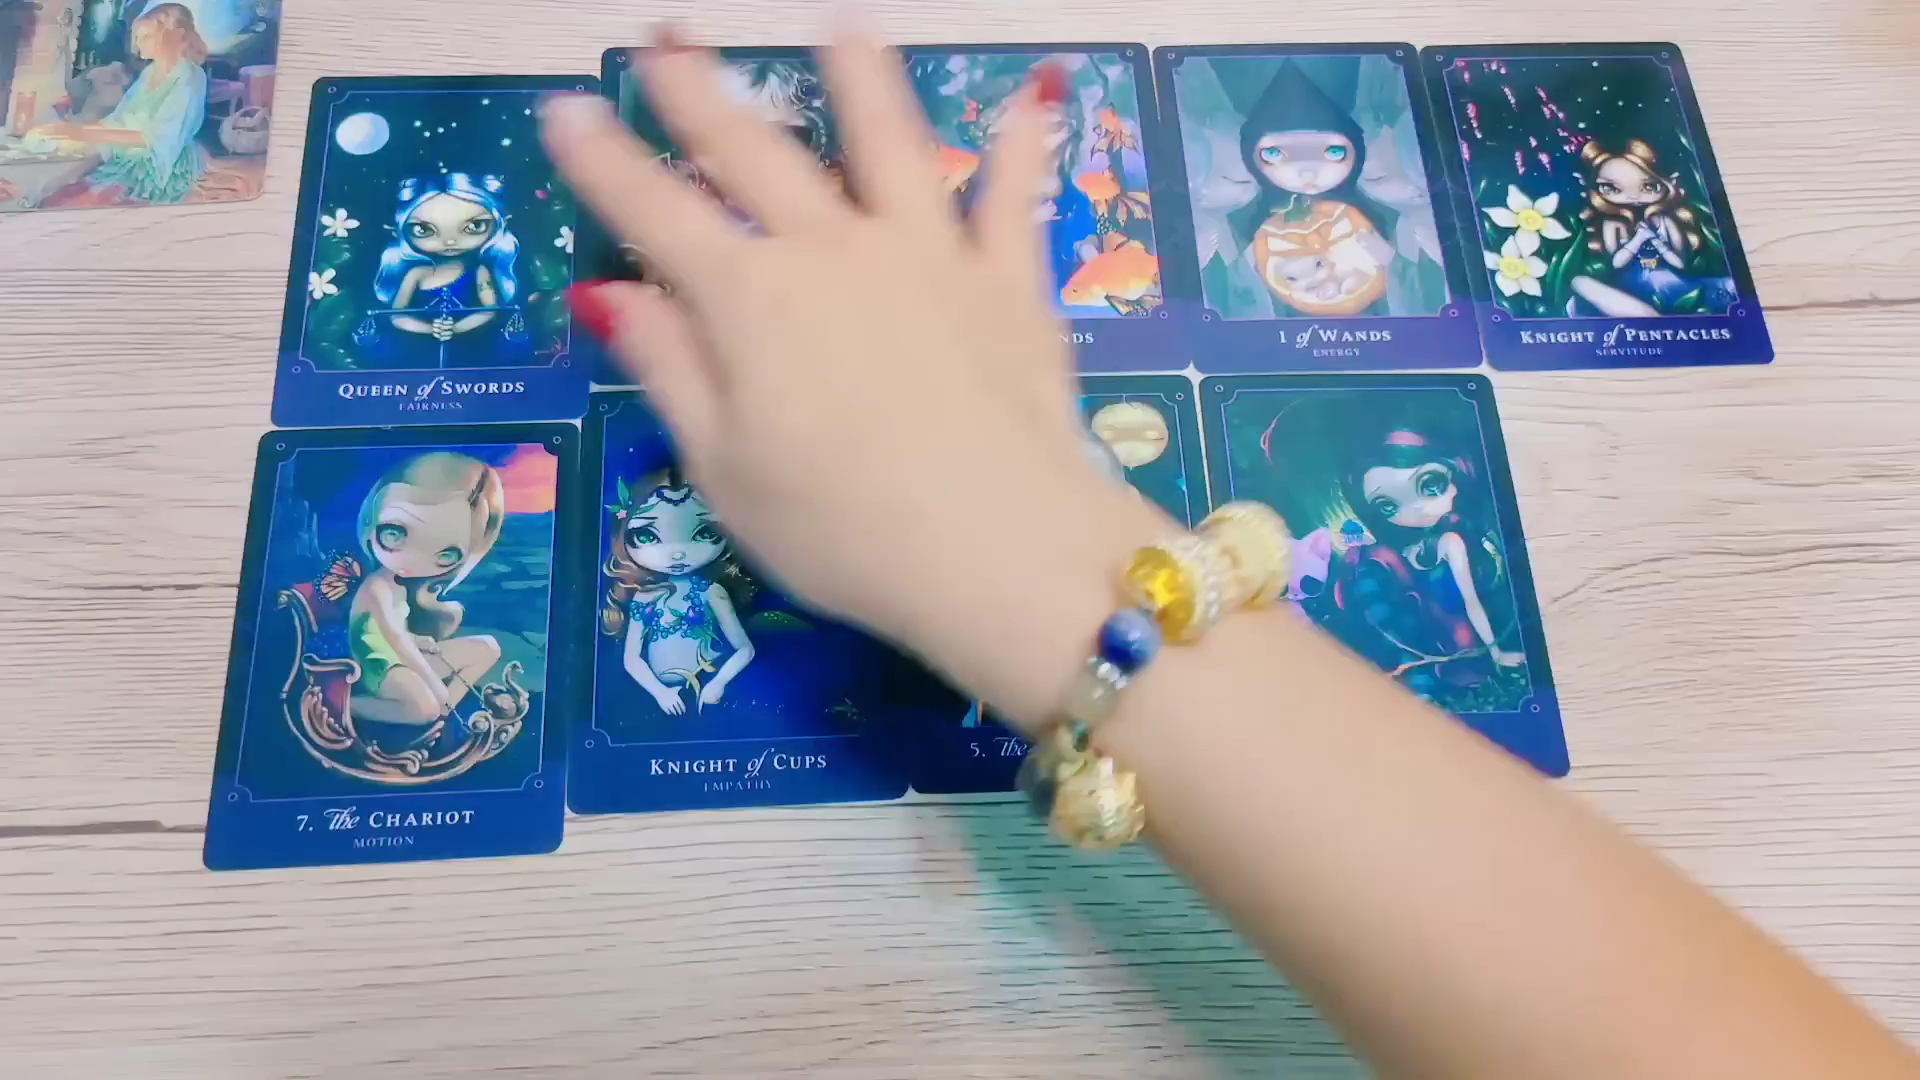 QUEEN of SWORDS
FAIRNESS
NDS
1 of WANDS
ENERGY
KNIGHT of PENTACLES
SERVITUDE
7. The CHARIOT
MOTION
KNIGHT of CUPS
EMPATHY
5. The